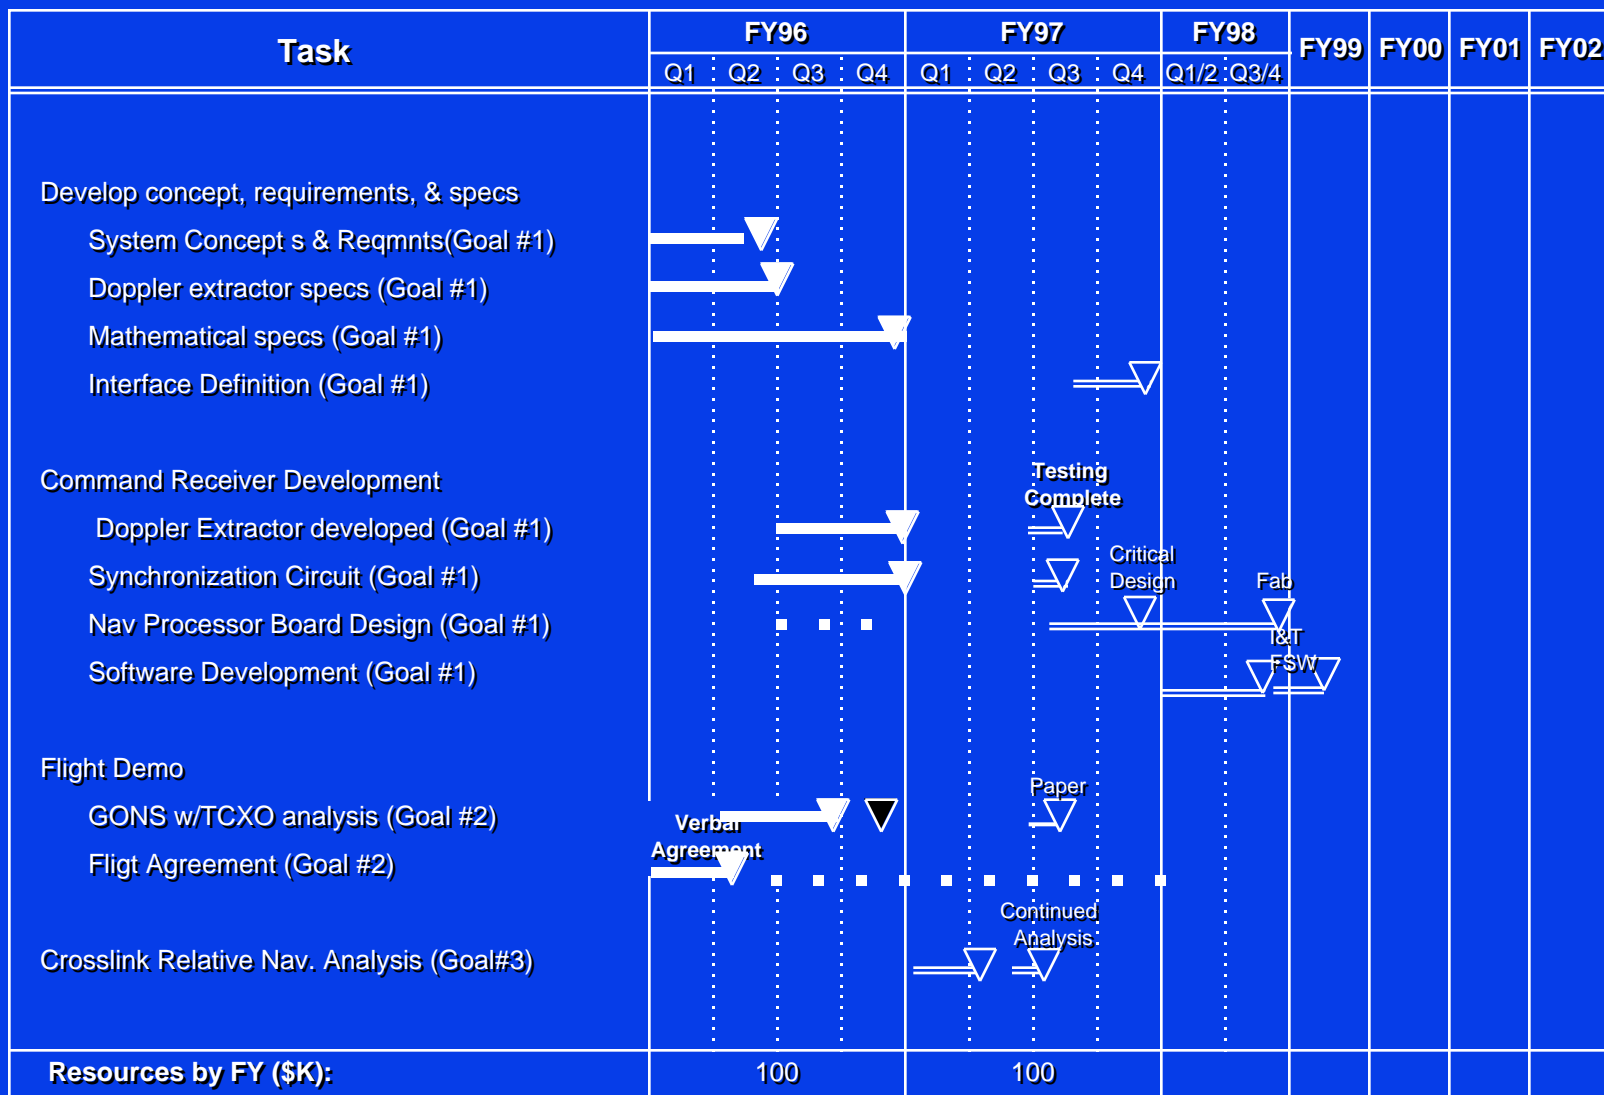 Task
FY96 FY97 FY98 FY99 FY00 FY01 FY02
Q1 Q2 Q3 Q4 Q1 Q2 Q3 Q4 Q1/2 Q3/4
Develop concept, requirements, & specs
System Concept s & Reqmnts(Goal #1)
Doppler extractor specs (Goal #1)
Mathematical specs (Goal #1)
Interface Definition (Goal #1)
Command Receiver Development
Testing
Complete
Doppler Extractor developed (Goal #1)
Synchronization Circuit (Goal #1)
Critical
Design
Fab
Nav Processor Board Design (Goal #1)
I&T
FSW
Software Development (Goal #1)
Flight Demo
Paper
GONS w/TCXO analysis (Goal #2)
Verbal
Agreement
Fligt Agreement (Goal #2)
Continued
Analysis
Crosslink Relative Nav. Analysis (Goal#3)
Resources by FY ($K): 100 100